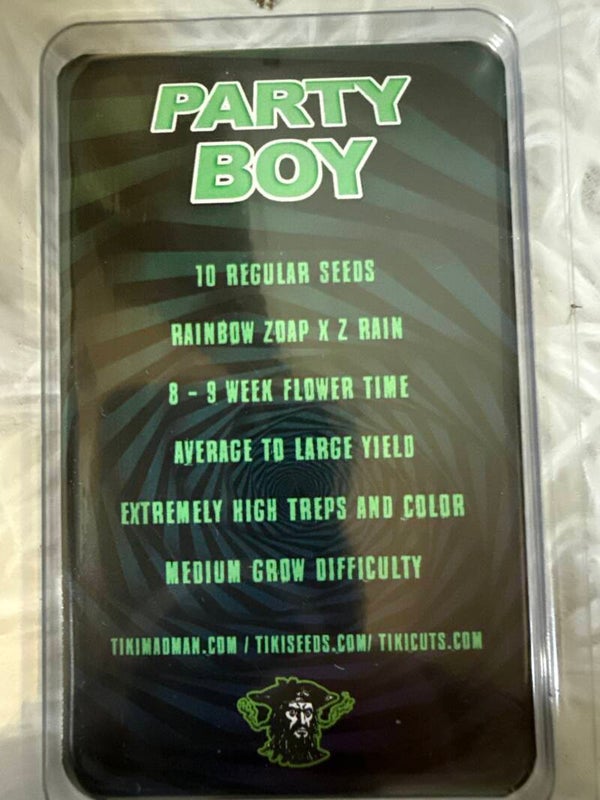 PARTY
BOY
10 REGULAR SEEDS
RAINBOW ZOAP X Z RAIN
8 - 9 WEEK FLOWER TIME
AVERAGE TO LARGE YIELD
EXTREMELY HIGH TREPS AND COLOR
MEDIUM GROW DIFFICULTY
TIKIMADMAN.COM / TIKISEEDS.COM/ TIKICUTS.COM